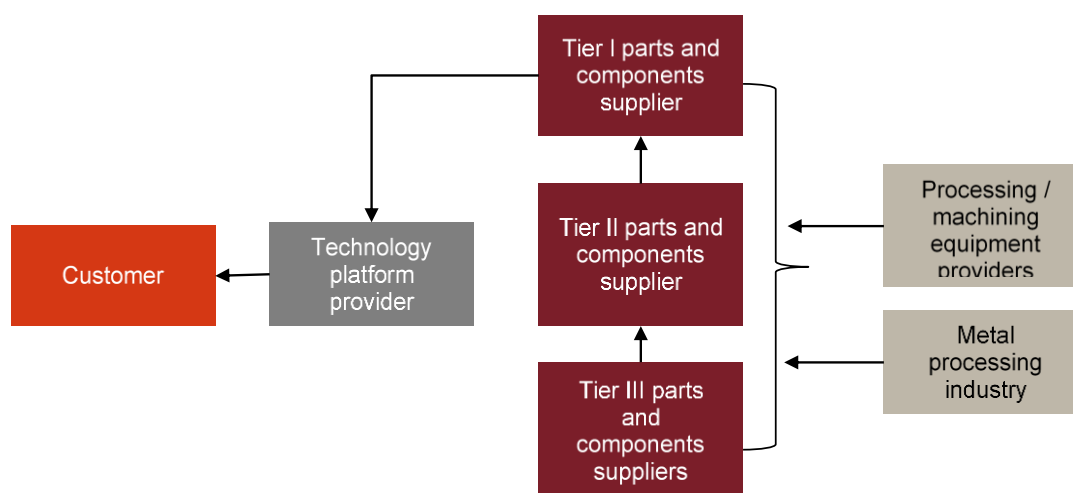 Tier I parts and
components
supplier
Processing /
machining
equipment
providers
Tier II parts and
components
supplier
Technology
platform
provider
Customer
Metal
processing
industry
Tier III parts
and
components
suppliers